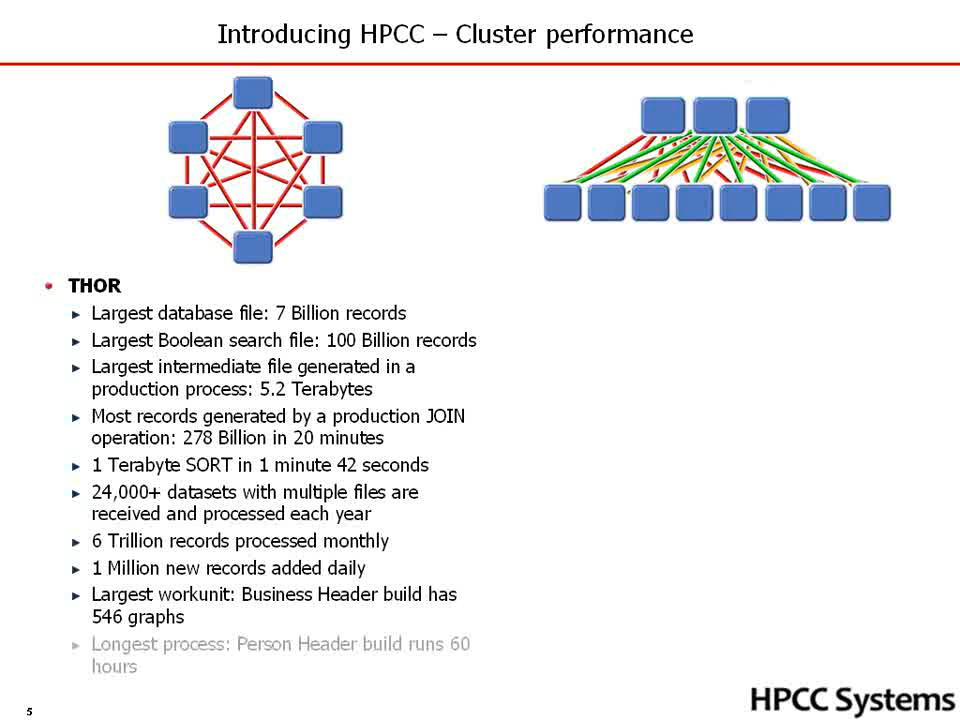 Introducing HPCC – Cluster performance
THOR
Largest database file: 7 Billion records
Largest Boolean search file: 100 Billion records
Largest intermediate file generated in a
production process: 5.2 Terabytes
Most records generated by a production JOIN
operation: 278 Billion in 20 minutes
1 Terabyte SORT in 1 minute 42 seconds
24,000+ datasets with multiple files are
received and processed each year
6 Trillion records processed monthly
1 Million new records added daily
Largest workunit: Business Header build has
546 graphs
Longest process: Person Header build runs 60
hours
5
HPCC Systems